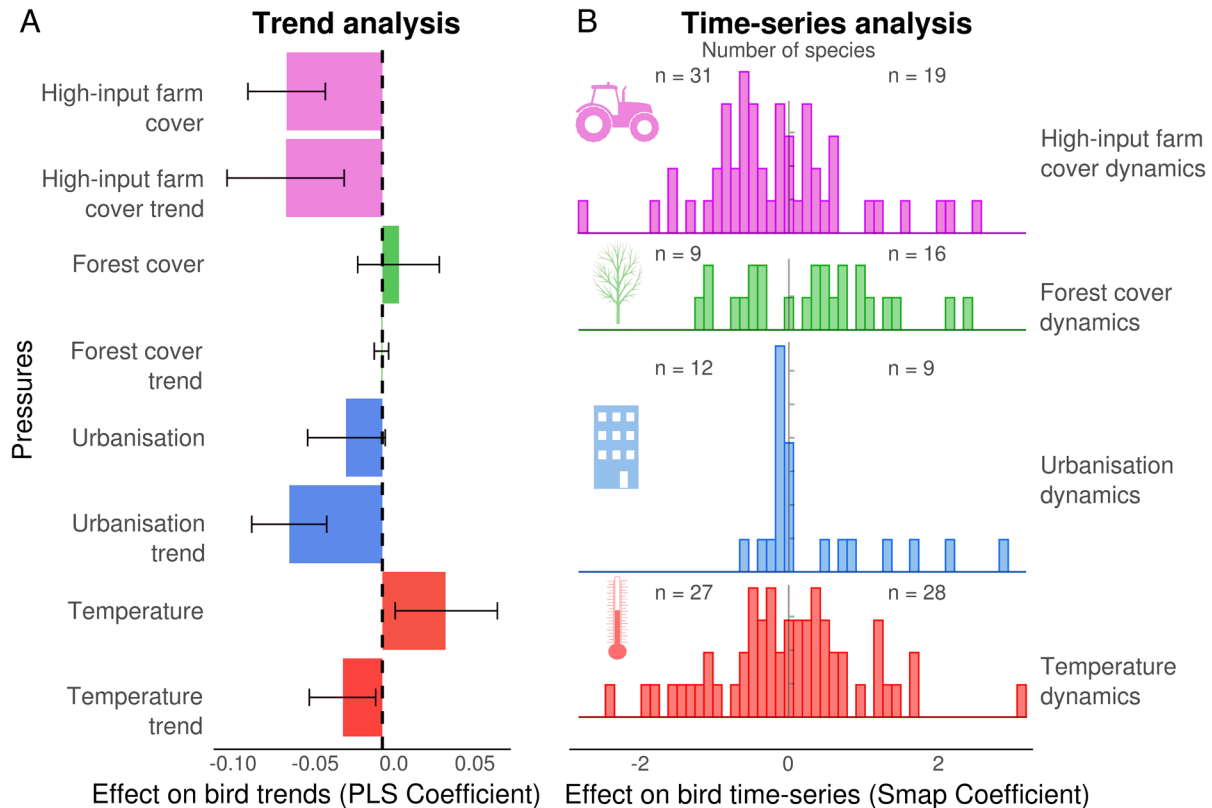 A
Trend analysis
High-input farm
cover
High-input farm
cover trend
Forest cover
Forest cover
trend
Urbanisation
Urbanisation
trend
Temperature
Temperature
trend
Pressures
-0.10
-0.05
0.0
0.05
Effect on bird trends (PLS Coefficient)
B
Time-series analysis
Number of species
n = 31
n = 19
High-input farm
cover dynamics
n = 9
n = 16
Forest cover
dynamics
n = 12
n = 9
Urbanisation
dynamics
n = 27
n = 28
Temperature
dynamics
-2
0
2
Effect on bird time-series (Smap Coefficient)